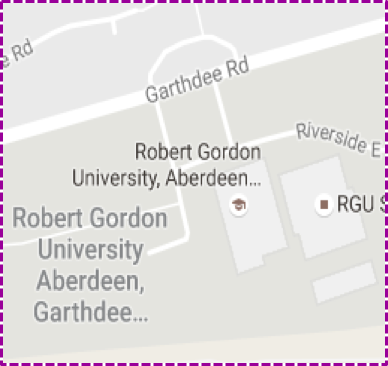 e Rd
Garthdee Rd
Riverside E
Robert Gordon
University, Aberdeen...
RGU S
Robert Gordon
University
Aberdeen,
Garthdee...